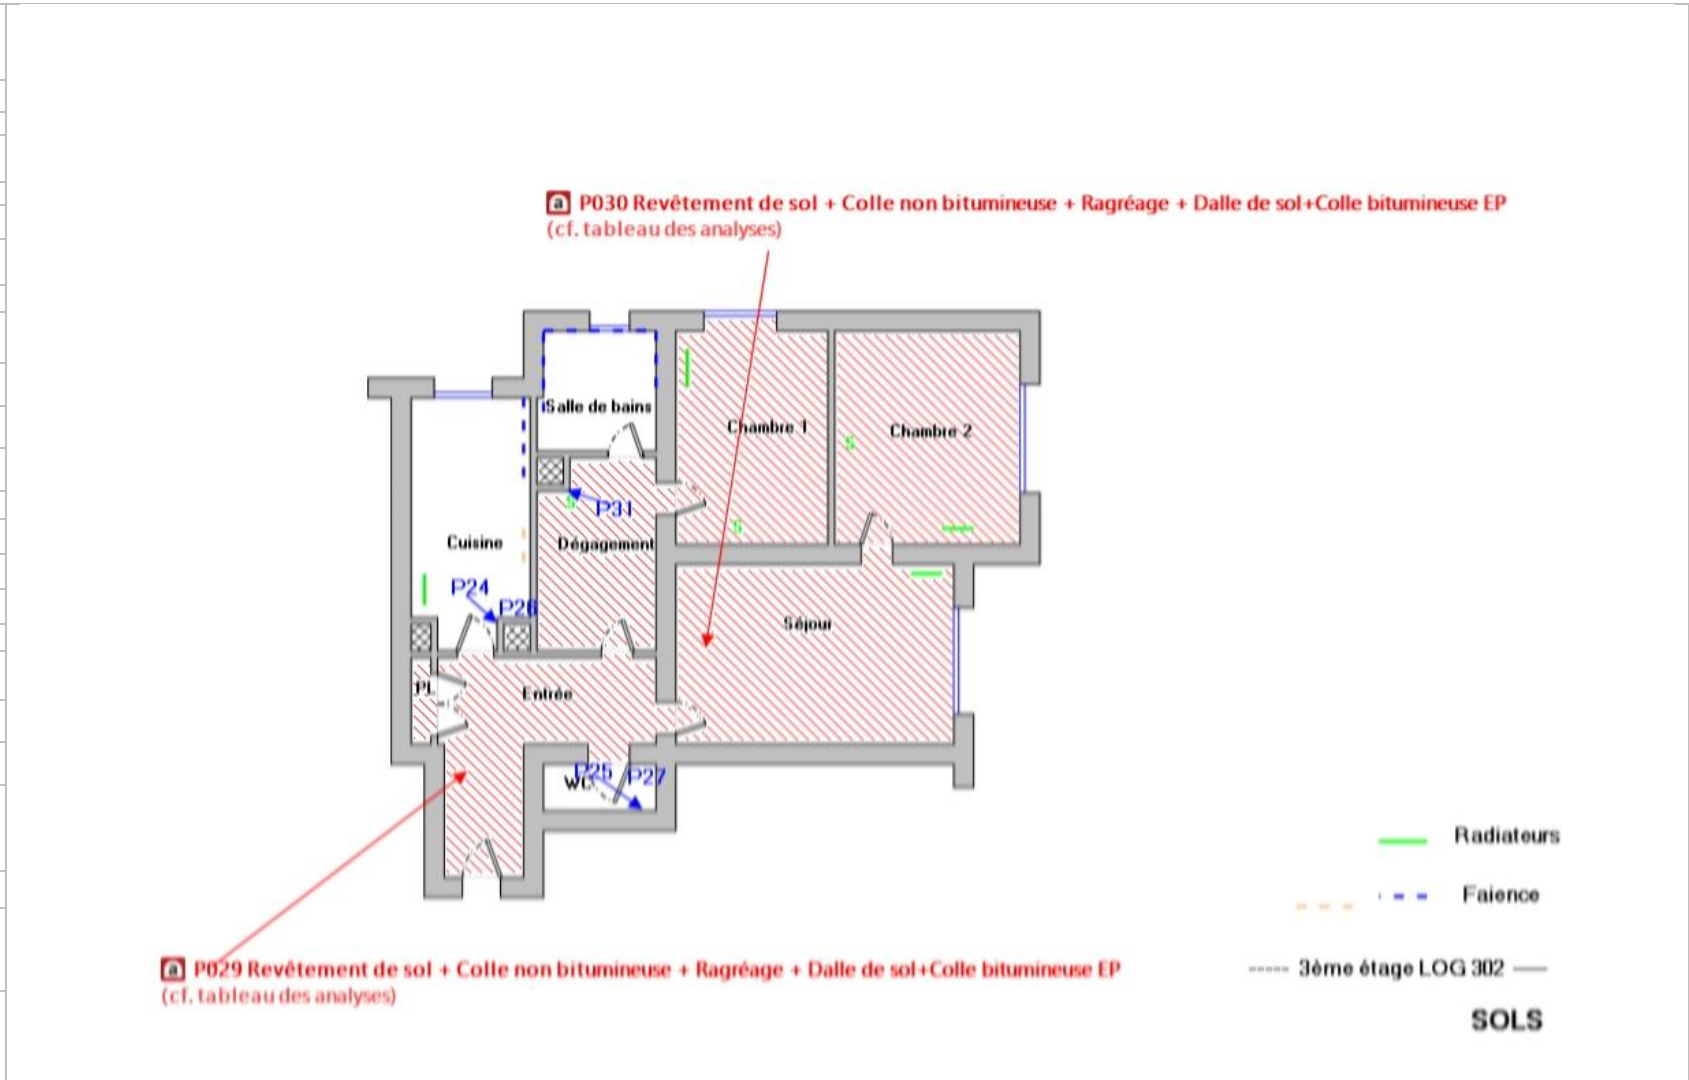 a P030 Revêtement de sol + Colle non bitumineuse + Ragréage + Dalle de sol+Colle bitumineuse EP
(cf. tableau des analyses)
Salle de bains
Chambre 1
Chambre 2
S
S
S
P31
Cuisine
Dégagement
P24
P26
Séjour
PL
Entrée
P25
P27
WC
Radiateurs
Faience
a P029 Revêtement de sol + Colle non bitumineuse + Ragréage + Dalle de sol+Colle bitumineuse EP
(cf. tableau des analyses)
3ème étage LOG 302
SOLS